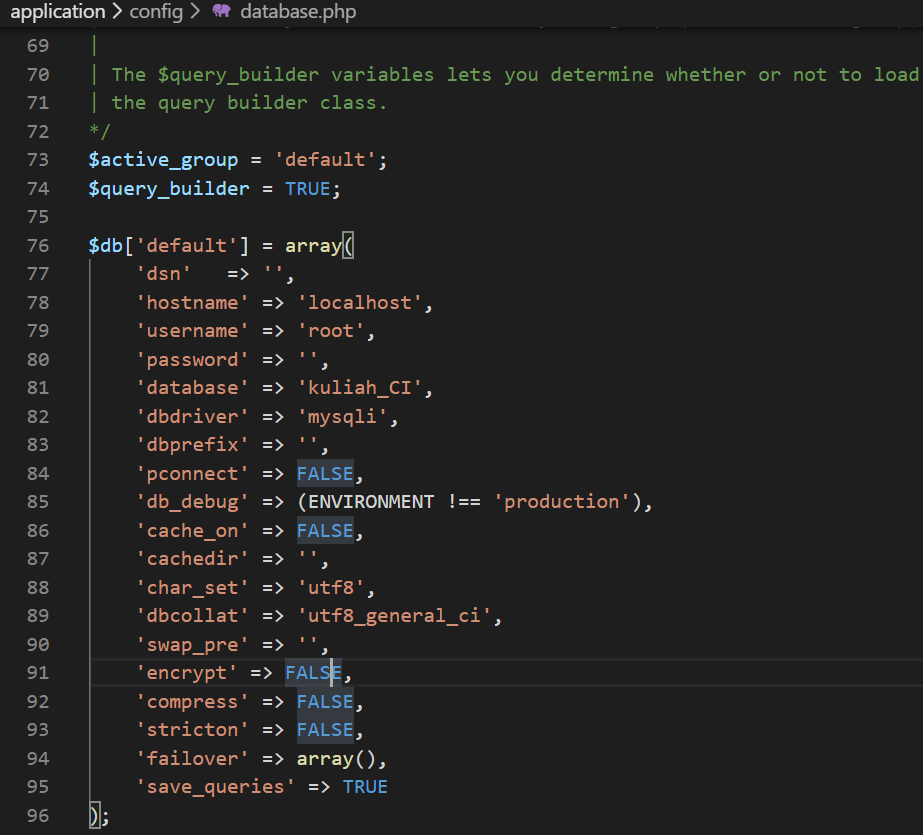 application > config > database.php
69 |
70 | The $query_builder variables lets you determine whether or not to load
71 | the query builder class.
72 */
73 $active_group = 'default';
74 $query_builder = TRUE;
75
76 $db['default'] = array(
77     'dsn'   => '',
78     'hostname' => 'localhost',
79     'username' => 'root',
80     'password' => '',
81     'database' => 'kuliah_CI',
82     'dbdriver' => 'mysqli',
83     'dbprefix' => '',
84     'pconnect' => FALSE,
85     'db_debug' => (ENVIRONMENT !== 'production'),
86     'cache_on' => FALSE,
87     'cachedir' => '',
88     'char_set' => 'utf8',
89     'dbcollat' => 'utf8_general_ci',
90     'swap_pre' => '',
91     'encrypt' => FALSE,
92     'compress' => FALSE,
93     'stricton' => FALSE,
94     'failover' => array(),
95     'save_queries' => TRUE
96 );